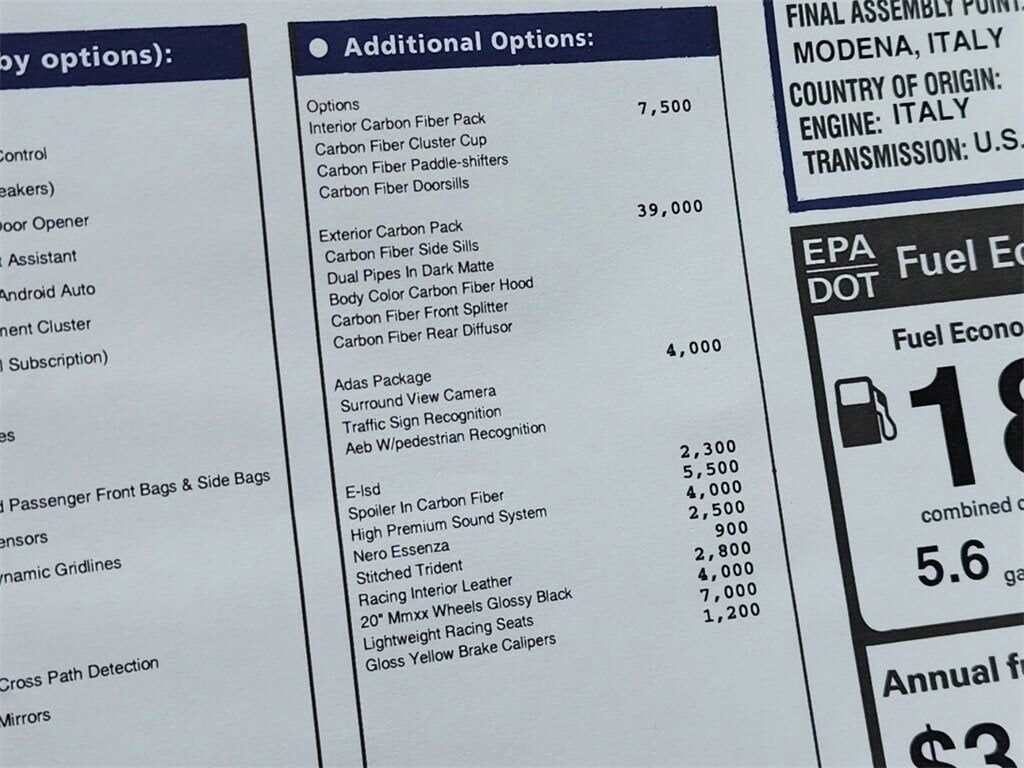 by options):
Control
eakers)
Door Opener
t Assistant
Android Auto
ment Cluster
l Subscription)
es
d Passenger Front Bags & Side Bags
ensors
ynamic Gridlines
Cross Path Detection
Mirrors
Additional Options:
Options
Interior Carbon Fiber Pack 7,500
Carbon Fiber Cluster Cup
Carbon Fiber Paddle-shifters
Carbon Fiber Doorsills
Exterior Carbon Pack 39,000
Carbon Fiber Side Sills
Dual Pipes In Dark Matte
Body Color Carbon Fiber Hood
Carbon Fiber Front Splitter
Carbon Fiber Rear Diffusor
Adas Package 4,000
Surround View Camera
Traffic Sign Recognition
Aeb W/pedestrian Recognition
E-lsd 2,300
Spoiler In Carbon Fiber 5,500
High Premium Sound System 4,000
Nero Essenza 2,500
Stitched Trident 900
Racing Interior Leather 2,800
20" Mmxx Wheels Glossy Black 4,000
Lightweight Racing Seats 7,000
Gloss Yellow Brake Calipers 1,200
FINAL ASSEMBLY POINT:
MODENA, ITALY
COUNTRY OF ORIGIN:
ENGINE: ITALY
TRANSMISSION: U.S.
EPA
DOT
Fuel Ec
Fuel Econo
18
combined c
5.6 ga
Annual f
$3